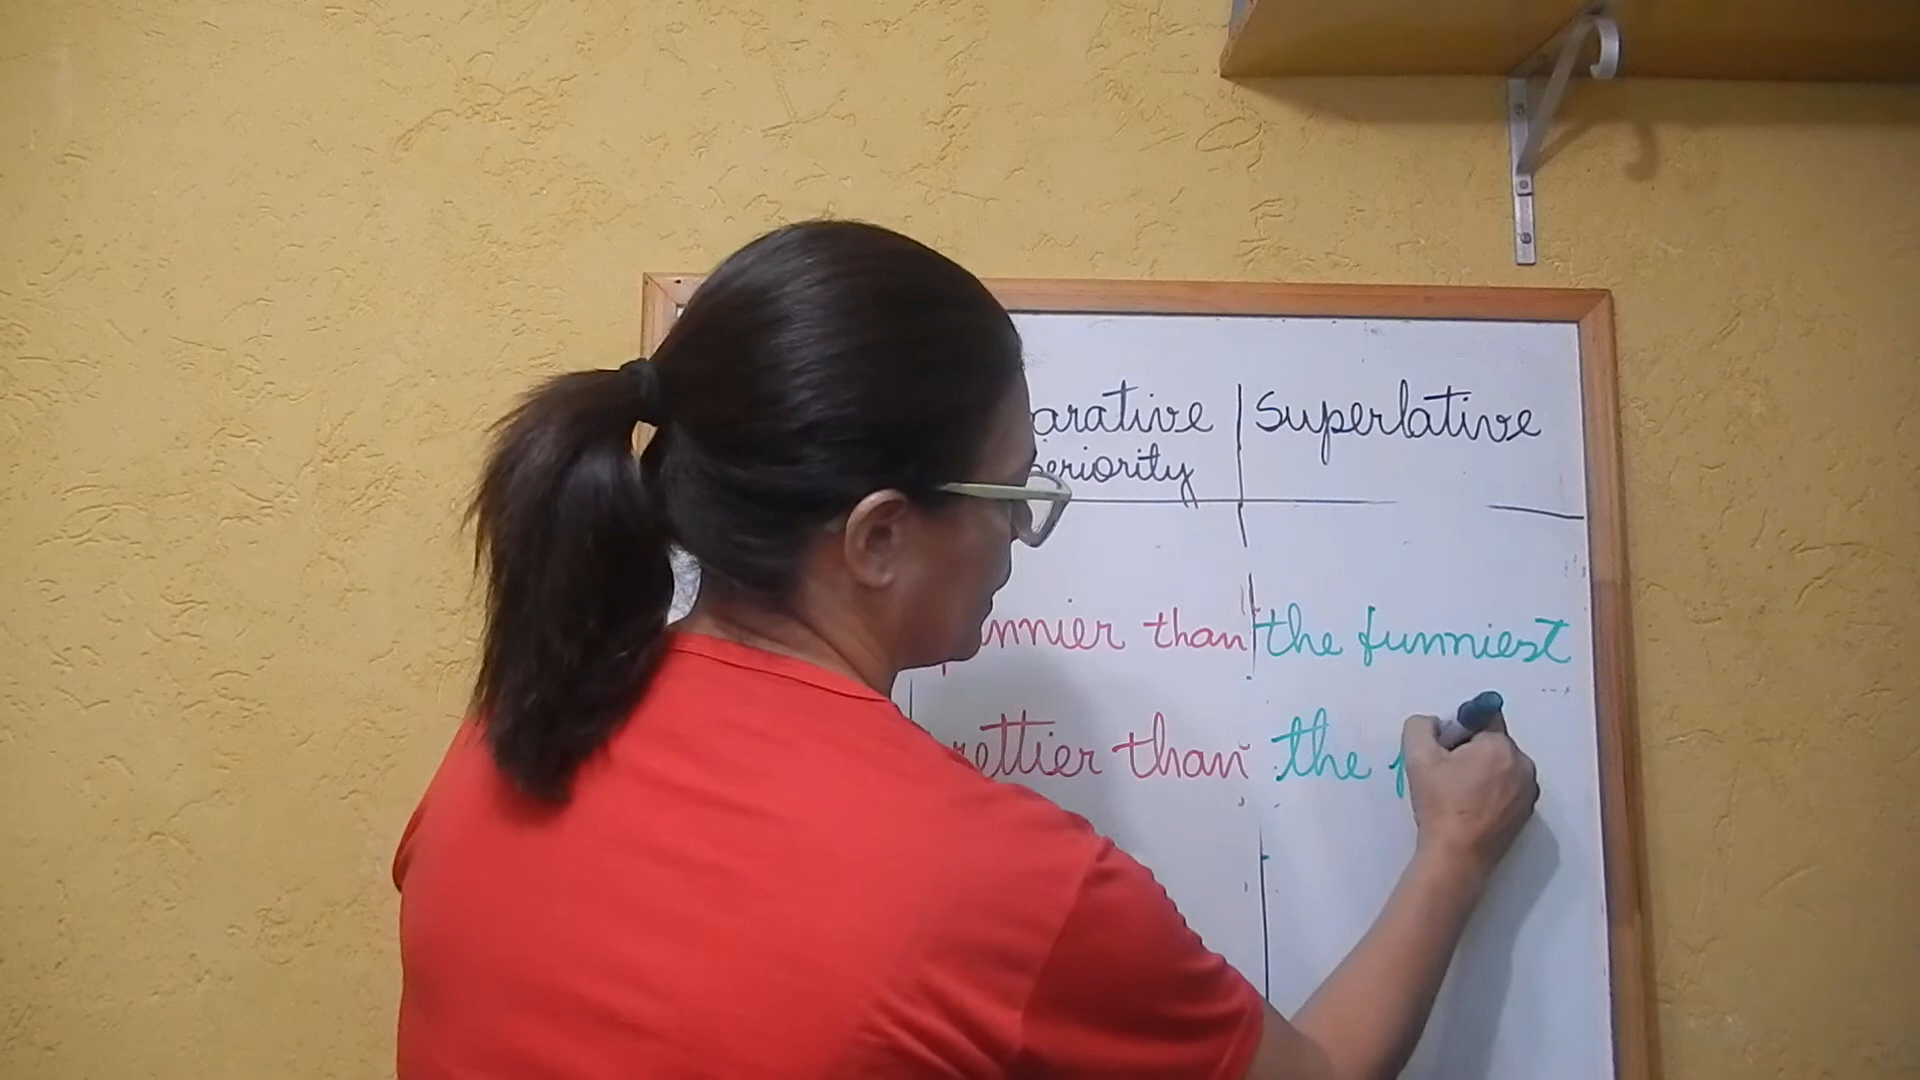 arative Superlative
eriority
nnier than the funniest
rettier than the